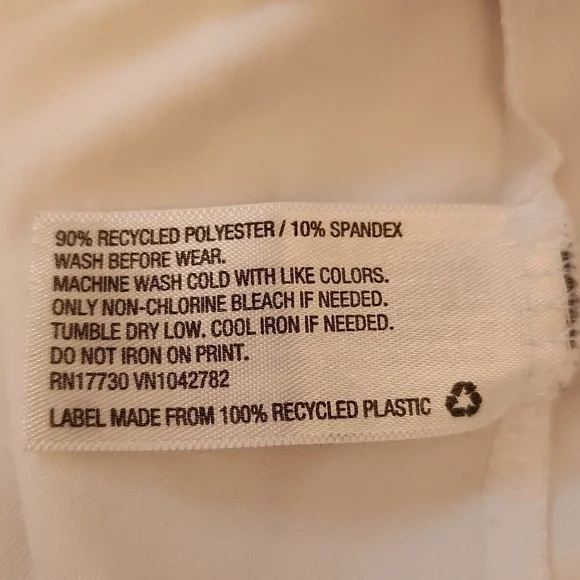 90% RECYCLED POLYESTER / 10% SPANDEX
WASH BEFORE WEAR.
MACHINE WASH COLD WITH LIKE COLORS.
ONLY NON-CHLORINE BLEACH IF NEEDED.
TUMBLE DRY LOW. COOL IRON IF NEEDED.
DO NOT IRON ON PRINT.
RN17730 VN1042782
LABEL MADE FROM 100% RECYCLED PLASTIC